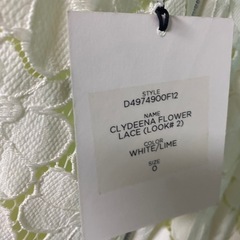 STYLE
D4974900F12
NAME
CLYDEENA FLOWER
LACE (LOOK# 2)
COLOR
WHITE/LIME
SIZE
0